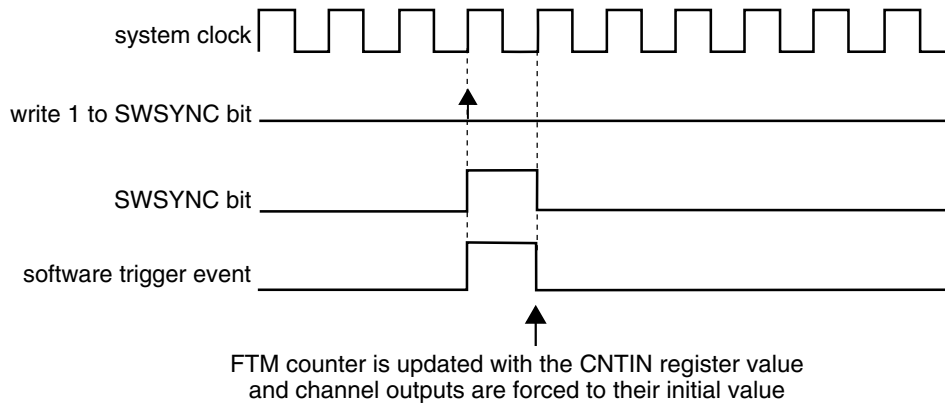 system clock
write 1 to SWSYNC bit
SWSYNC bit
software trigger event
FTM counter is updated with the CNTIN register value
and channel outputs are forced to their initial value